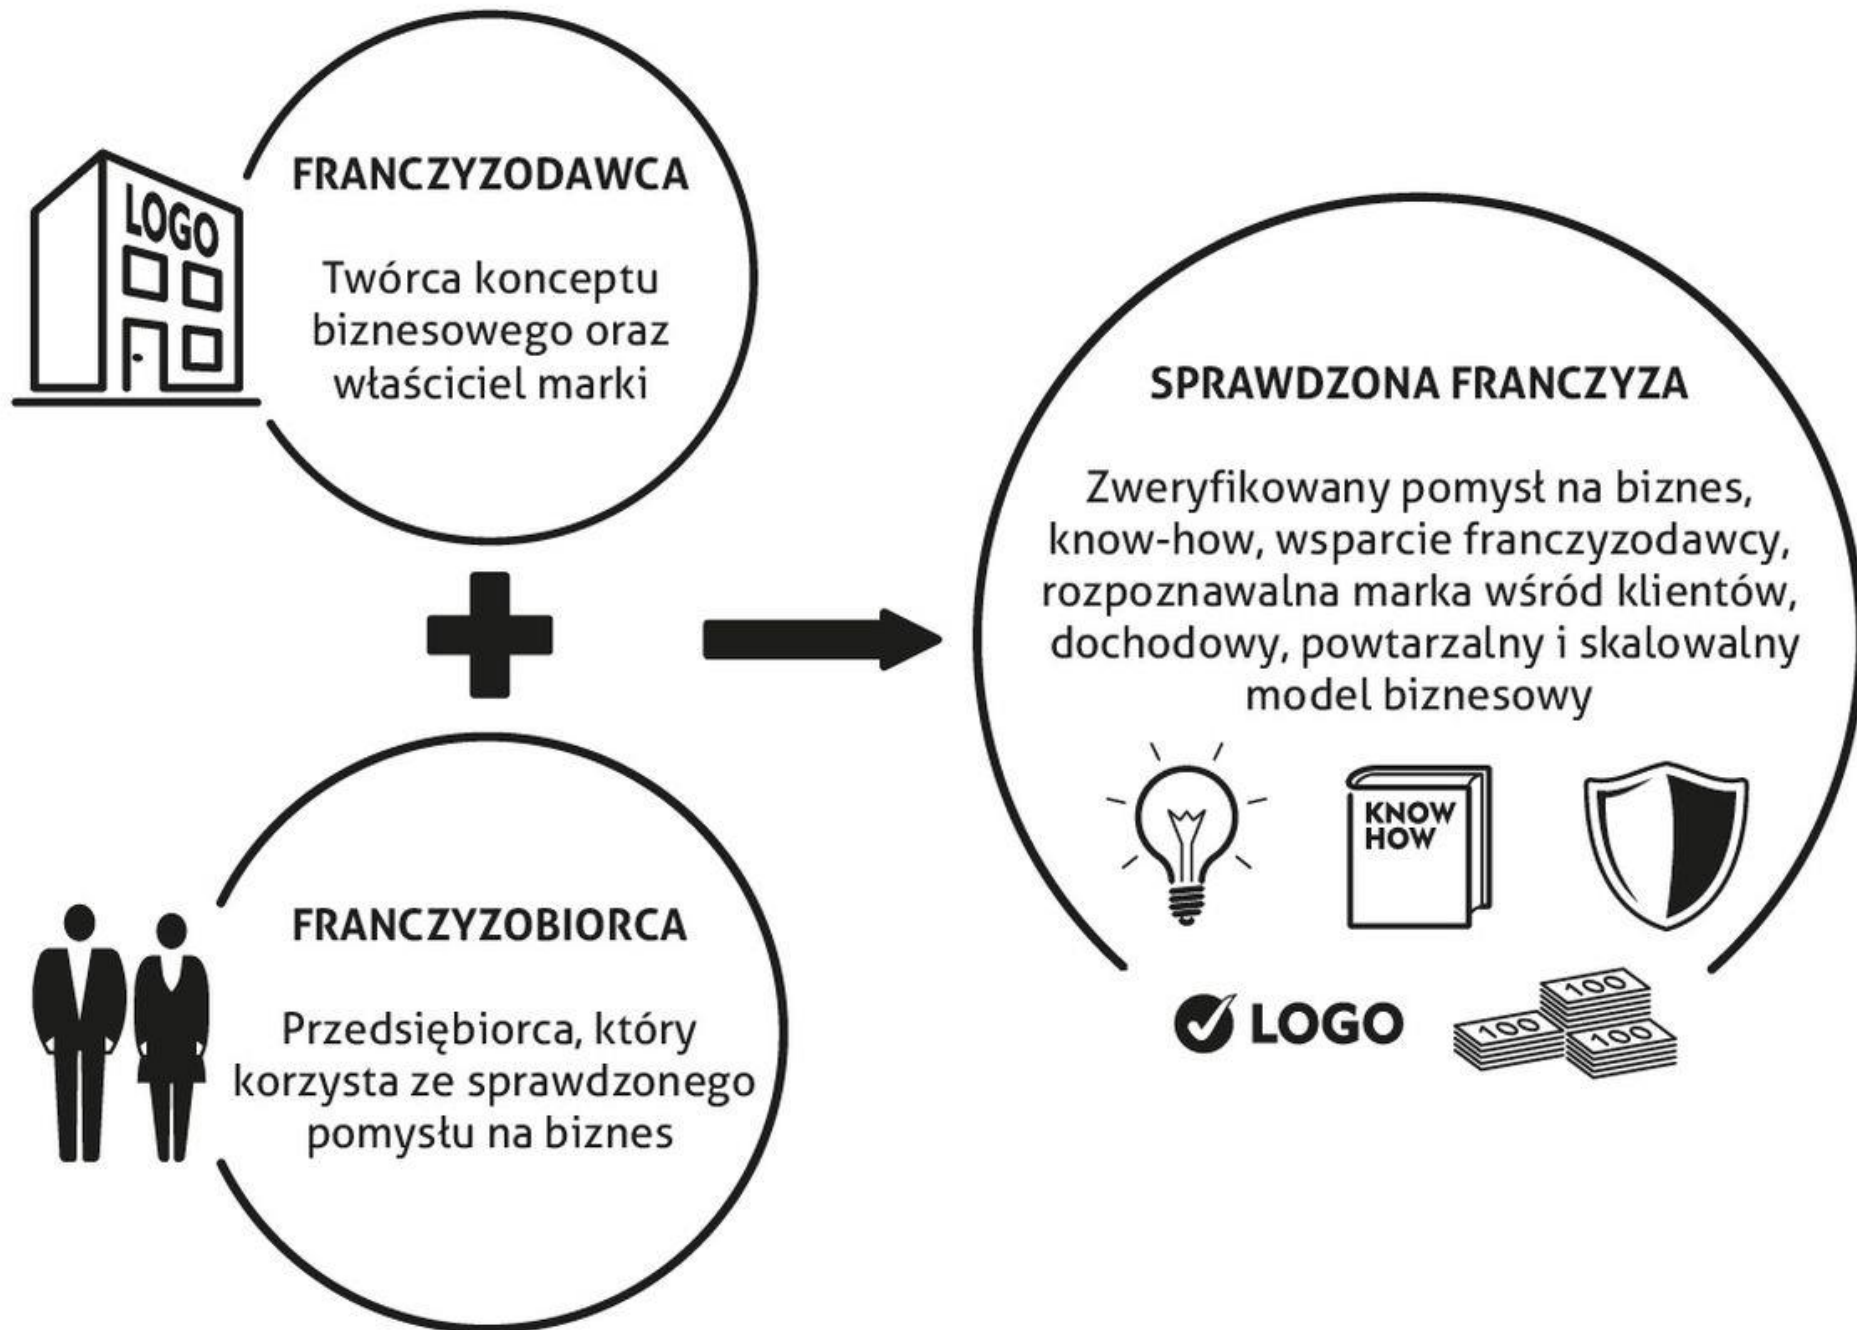 LOGO
FRANCZYZODAWCA
Twórca konceptu
biznesowego oraz
właściciel marki
FRANCZYZOBIORCA
Przedsiębiorca, który
korzysta ze sprawdzonego
pomysłu na biznes
SPRAWDZONA FRANCZYZA
Zweryfikowany pomysł na biznes,
know-how, wsparcie franczyzodawcy,
rozpoznawalna marka wśród klientów,
dochodowy, powtarzalny i skalowalny
model biznesowy
KNOW
HOW
LOGO
100
100
100